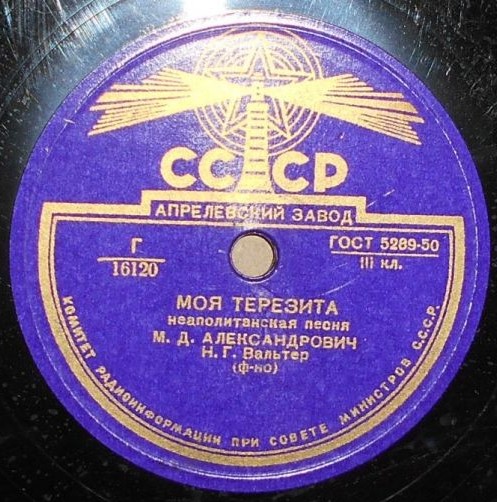 СССР
АПРЕЛЕВСКИЙ ЗАВОД
Г
16120
ГОСТ 5289-50
III кл.
МОЯ ТЕРЕЗИТА
неаполитанская песня
М. Д. АЛЕКСАНДРОВИЧ
Н. Г. Вальтер
(ф-но)
КОМИТЕТ РАДИОИНФОРМАЦИИ ПРИ СОВЕТЕ МИНИСТРОВ С.С.С.Р.